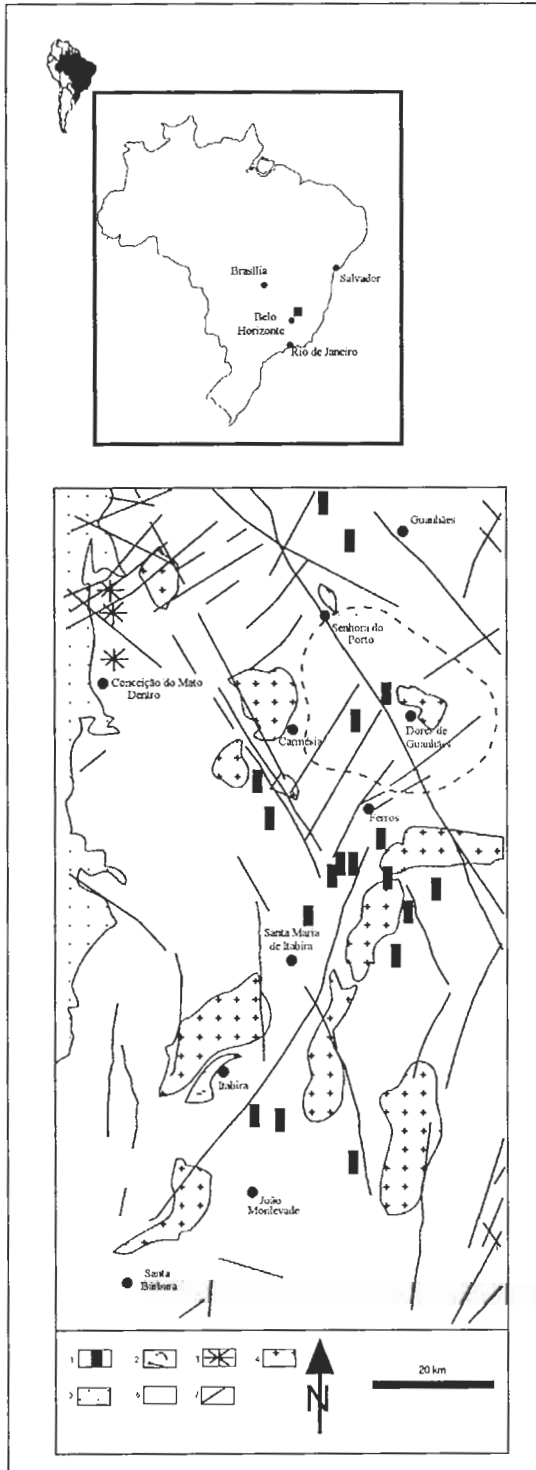 Brasília
Salvador
Belo
Horizonte
Rio de Janeiro
Guanhães
Senhora do
Porto
Conceição do Mato
Dentro
Carmésia
Dores de
Guanhães
Ferros
Santa Maria
de Itabira
Itabira
João
Monlevade
Santa
Bárbara
1 2 3 4
5 6 7
N
20 km